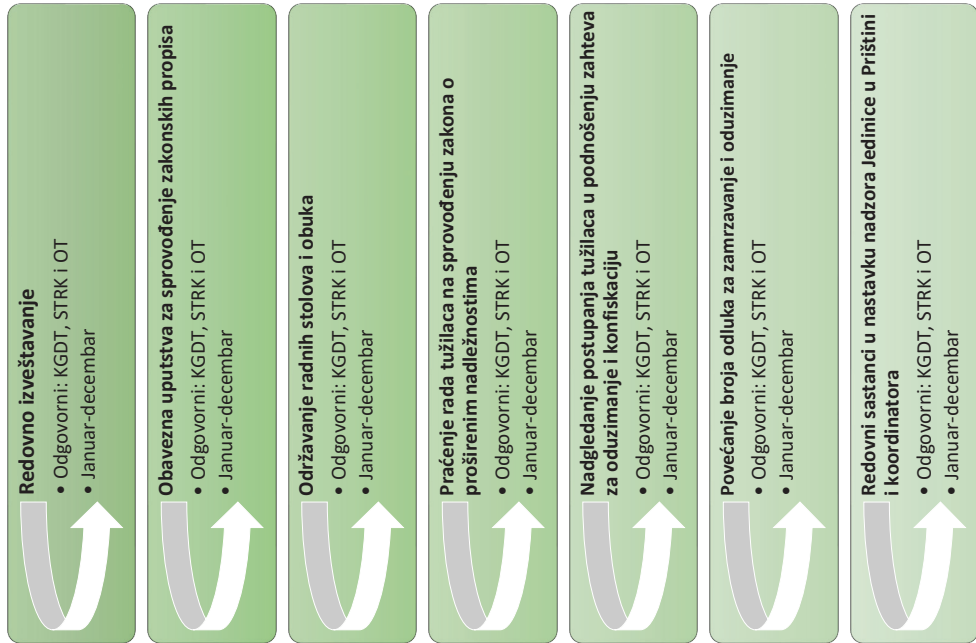 Redovno izveštavanje
• Odgovorni: KGDT, STRK i OT
• Januar-decembar
Obavezna uputstva za sprovođenje zakonskih propisa
• Odgovorni: KGDT, STRK i OT
• Januar-decembar
Održavanje radnih stolova i obuka
• Odgovorni: KGDT, STRK i OT
• Januar-decembar
Praćenje rada tužilaca na sprovođenju zakona o
proširenim nadležnostima
• Odgovorni: KGDT, STRK i OT
• Januar-decembar
Nadgledanje postupanja tužilaca u podnošenju zahteva
za oduzimanje i konfiskaciju
• Odgovorni: KGDT, STRK i OT
• Januar-decembar
Povećanje broja odluka za zamrzavanje i oduzimanje
• Odgovorni: KGDT, STRK i OT
• Januar-decembar
Redovni sastanci u nastavku nadzora Jedinice u Prištini
i koordinatora
• Odgovorni: KGDT, STRK i OT
• Januar-decembar